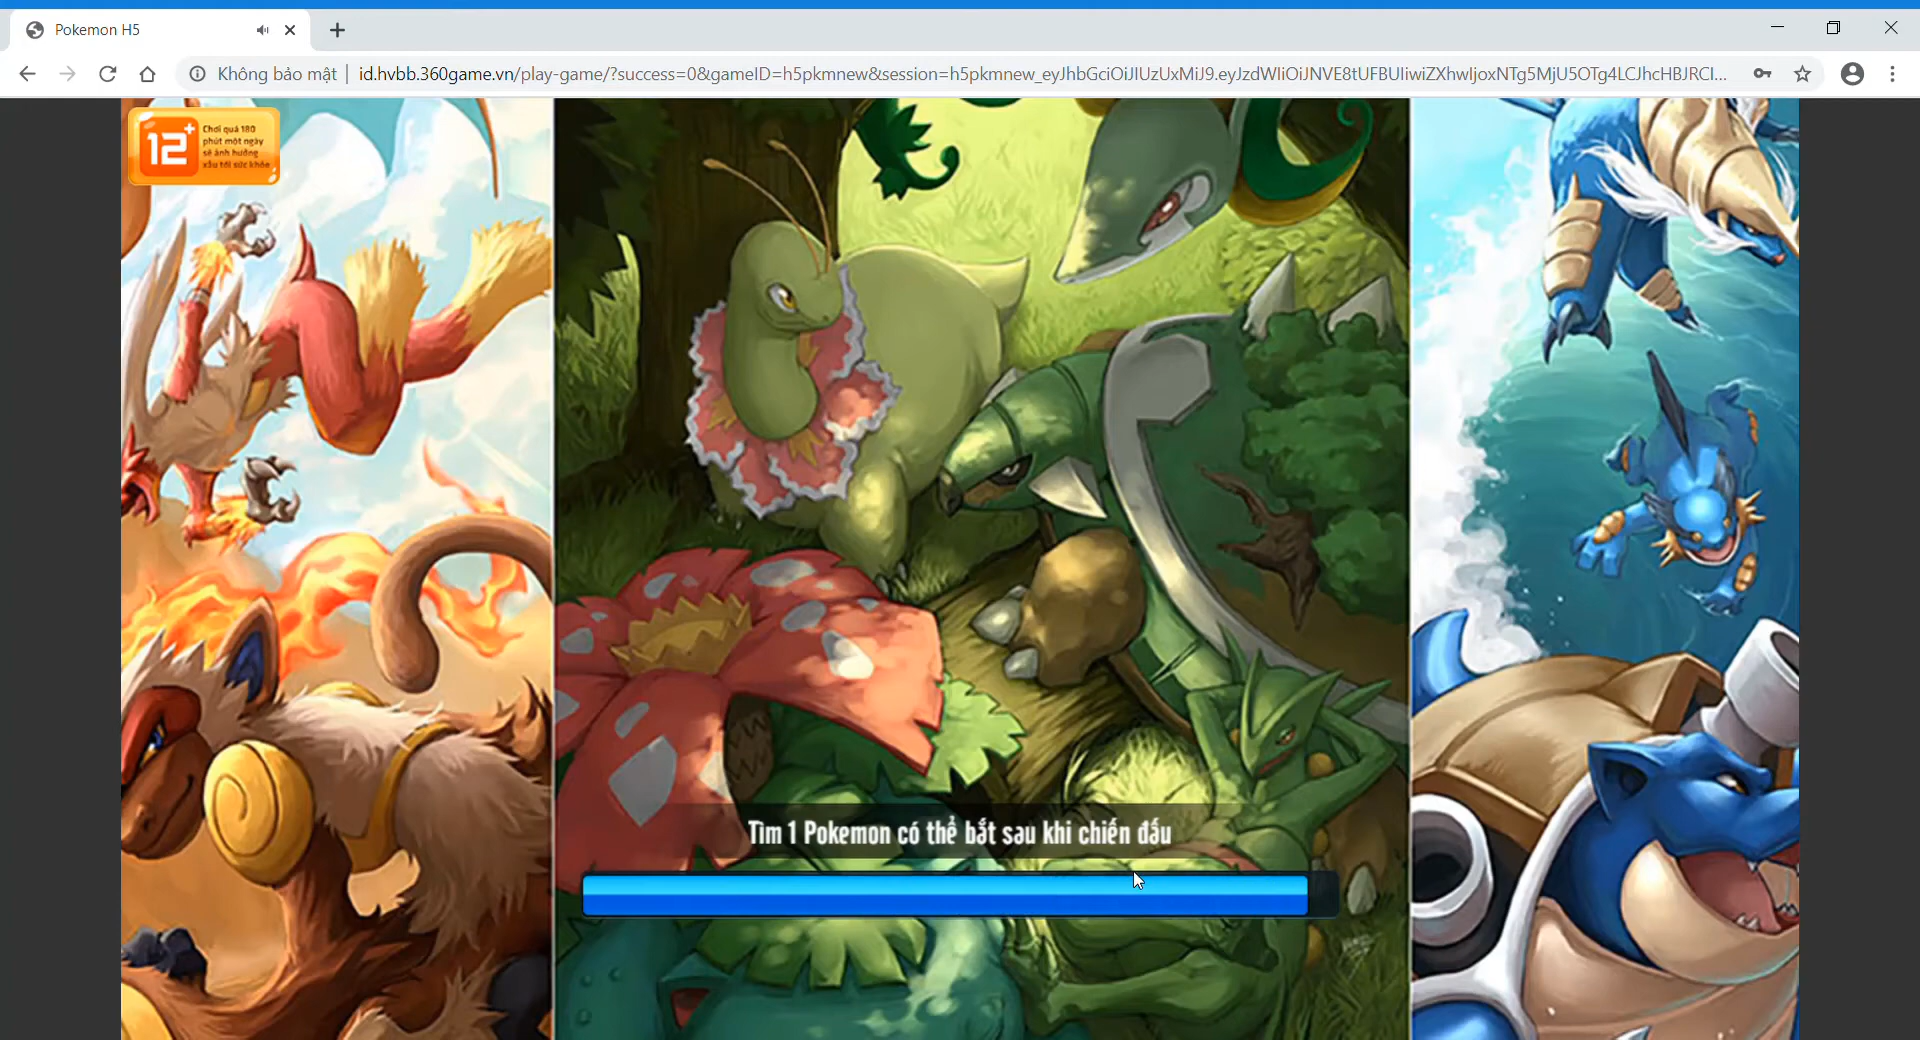 Pokemon H5
Không bảo mật
id.hvbb.360game.vn/play-game/?success=0&gameID=h5pkmnew&session=h5pkmnew_eyJhbGciOiJIUzUxMiJ9.eyJzdWIiOiJNVE8tUFBUIiwiZXhwIjoxNTg5MjU5OTg4LCJhcHBJRCI...
12+
Chơi quá 180
phút một ngày
sẽ ảnh hưởng
xấu tới sức khỏe
Tìm 1 Pokemon có thể bắt sau khi chiến đấu